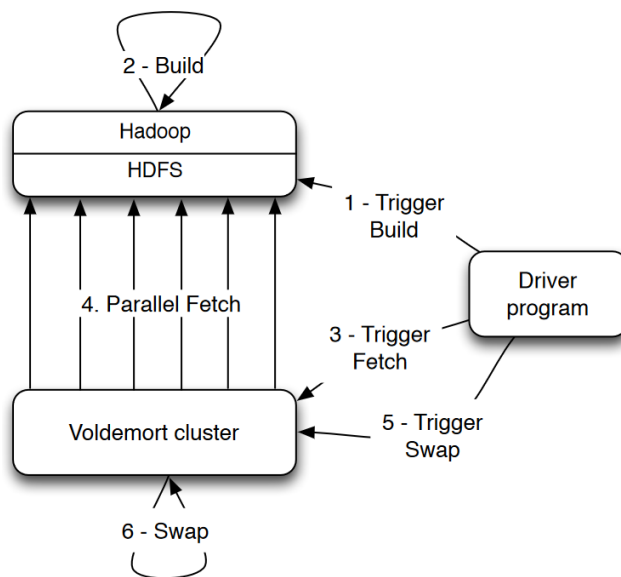 2 - Build
Hadoop
HDFS
1 - Trigger
Build
Driver
program
4. Parallel Fetch
3 - Trigger
Fetch
Voldemort cluster
5 - Trigger
Swap
6 - Swap